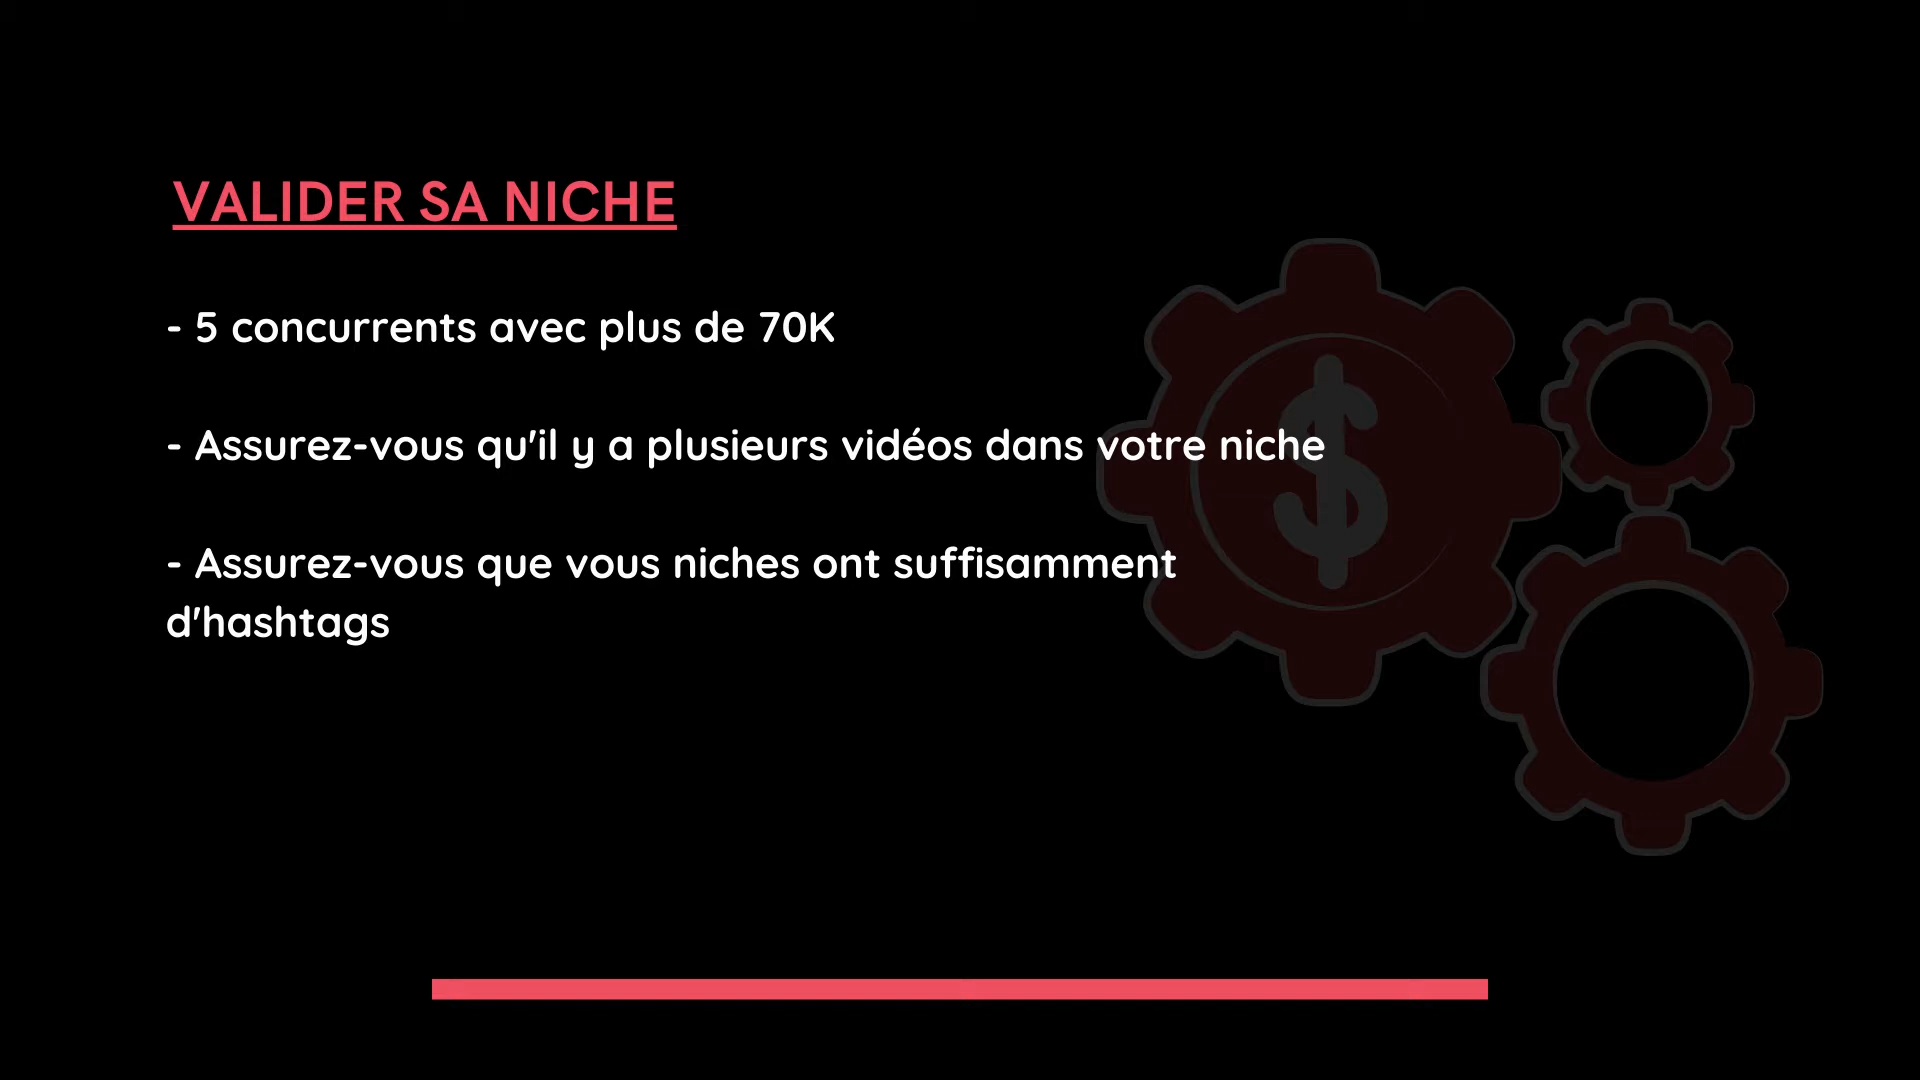 VALIDER SA NICHE
- 5 concurrents avec plus de 70K
- Assurez-vous qu'il y a plusieurs vidéos dans votre niche
- Assurez-vous que vous niches ont suffisamment
d'hashtags
$